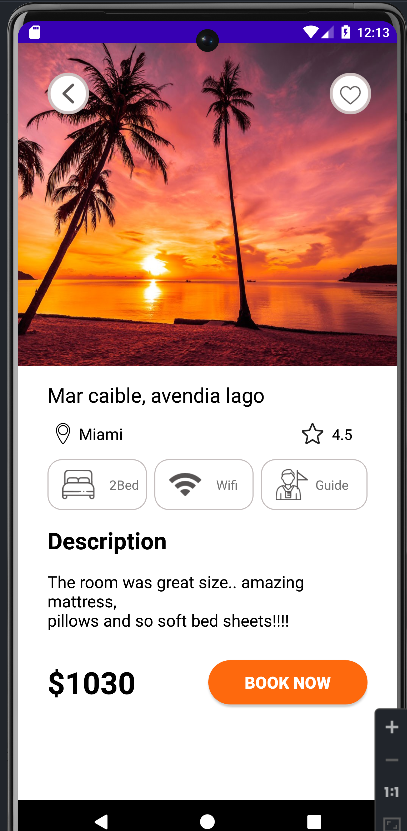 12:13
Mar caible, avendia lago
Miami
4.5
2Bed
Wifi
Guide
Description
The room was great size.. amazing
mattress,
pillows and so soft bed sheets!!!!
$1030
BOOK NOW
1:1